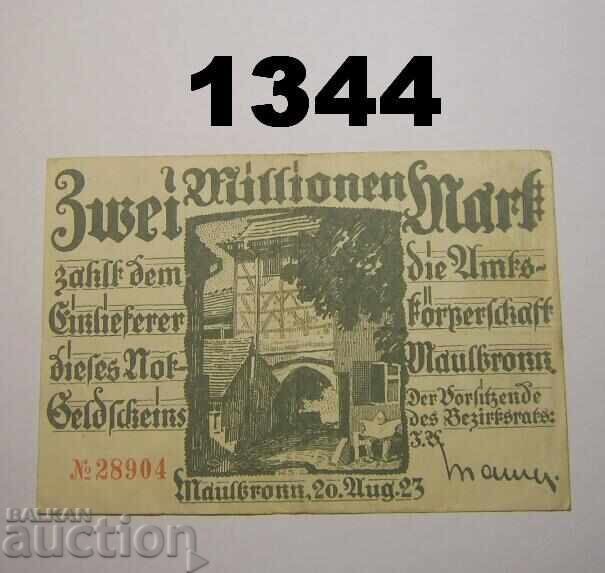 1344
Zwei Millionen Mark
zahlt dem
Einlieferer
dieses Not-
Geldscheins
die Amts-
körperschaft
Maulbronn.
Der Vorsitzende
des Bezirksrats:
J.V.
№ 28904
Maulbronn, 20. Aug. 23
BALKAN
auction